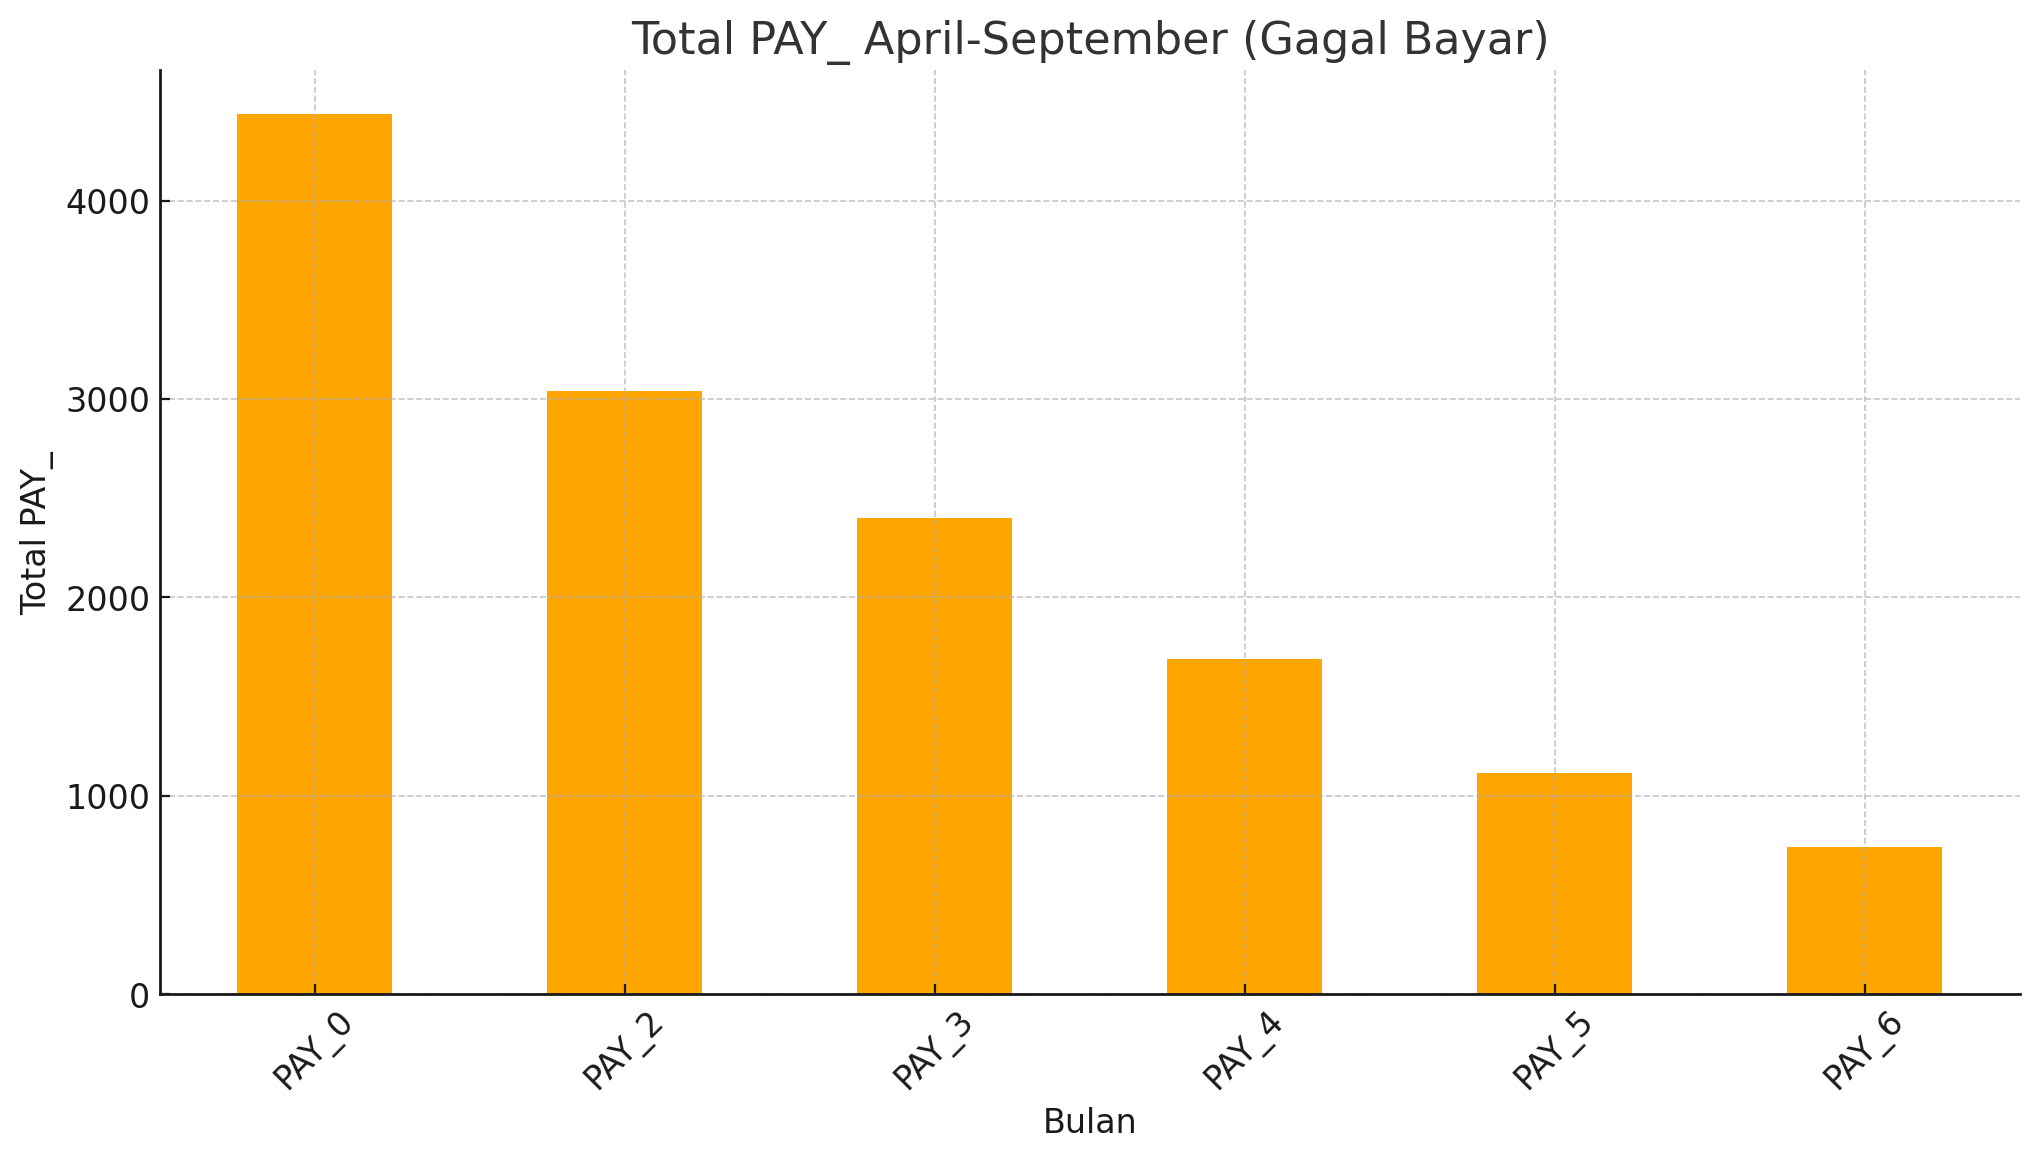 Total PAY_ April-September (Gagal Bayar)
Total PAY_
4000
3000
2000
1000
0
PAY_0
PAY_2
PAY_3
PAY_4
PAY_5
PAY_6
Bulan